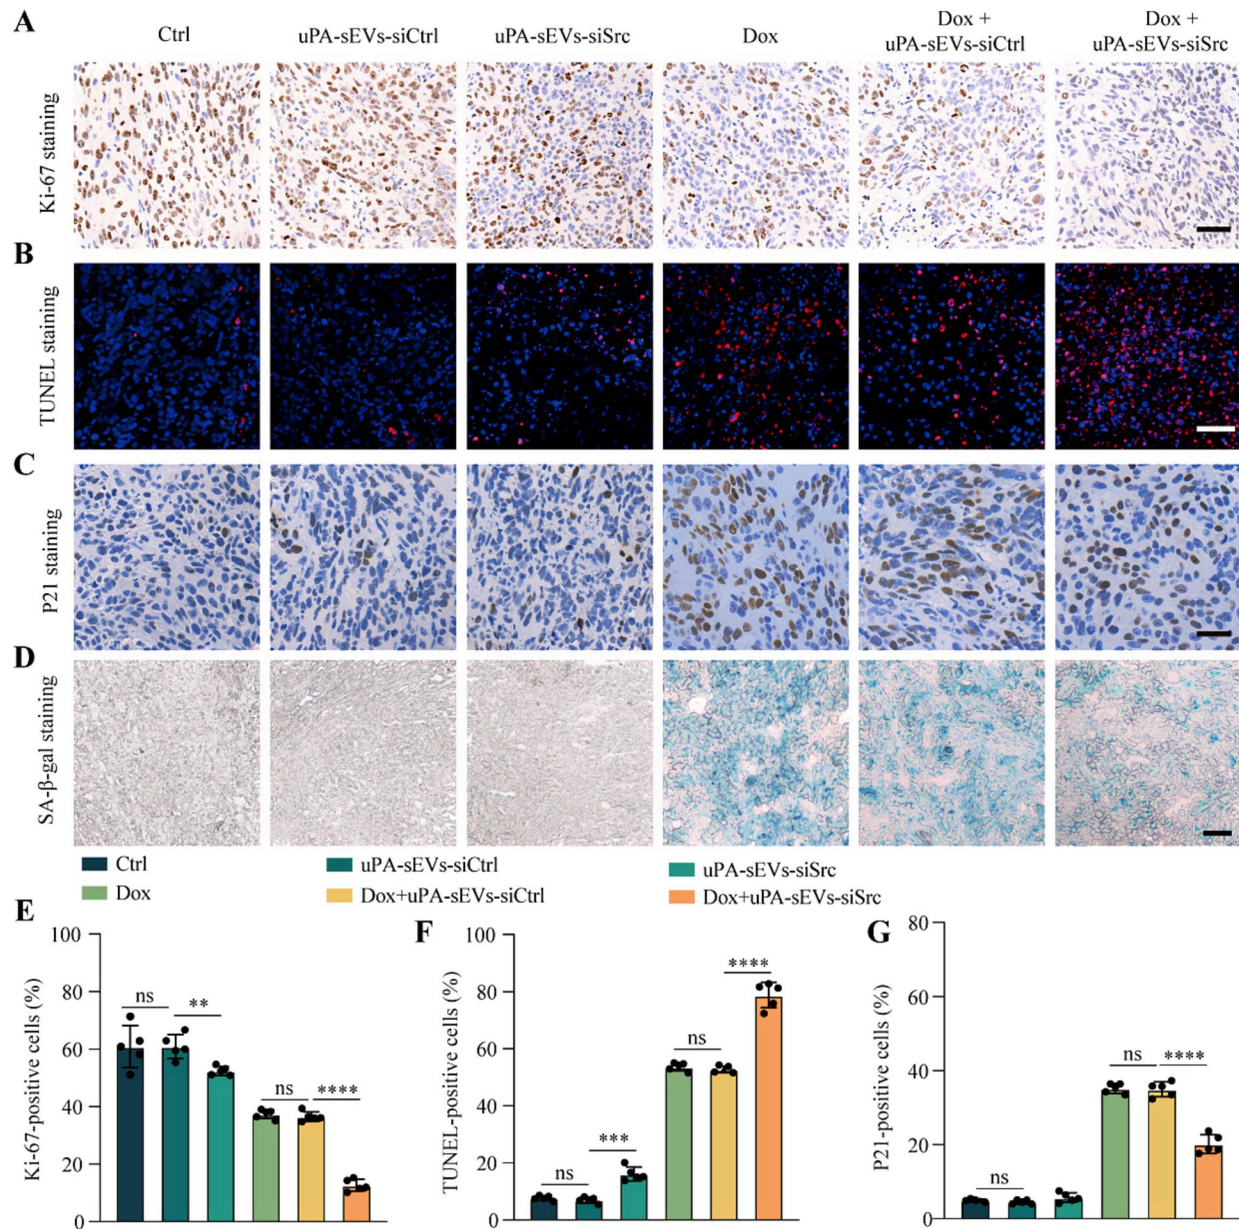 A
Ctrl
uPA-sEVs-siCtrl
uPA-sEVs-siSrc
Dox
Dox +
uPA-sEVs-siCtrl
Dox +
uPA-sEVs-siSrc
Ki-67 staining
B
TUNEL staining
C
P21 staining
D
SA-β-gal staining
Ctrl
uPA-sEVs-siCtrl
uPA-sEVs-siSrc
Dox
Dox+uPA-sEVs-siCtrl
Dox+uPA-sEVs-siSrc
E
Ki-67-positive cells (%)
100
80
60
40
20
0
ns
**
ns
****
F
TUNEL-positive cells (%)
100
80
60
40
20
0
ns
***
ns
****
G
P21-positive cells (%)
80
60
40
20
0
ns
ns
****